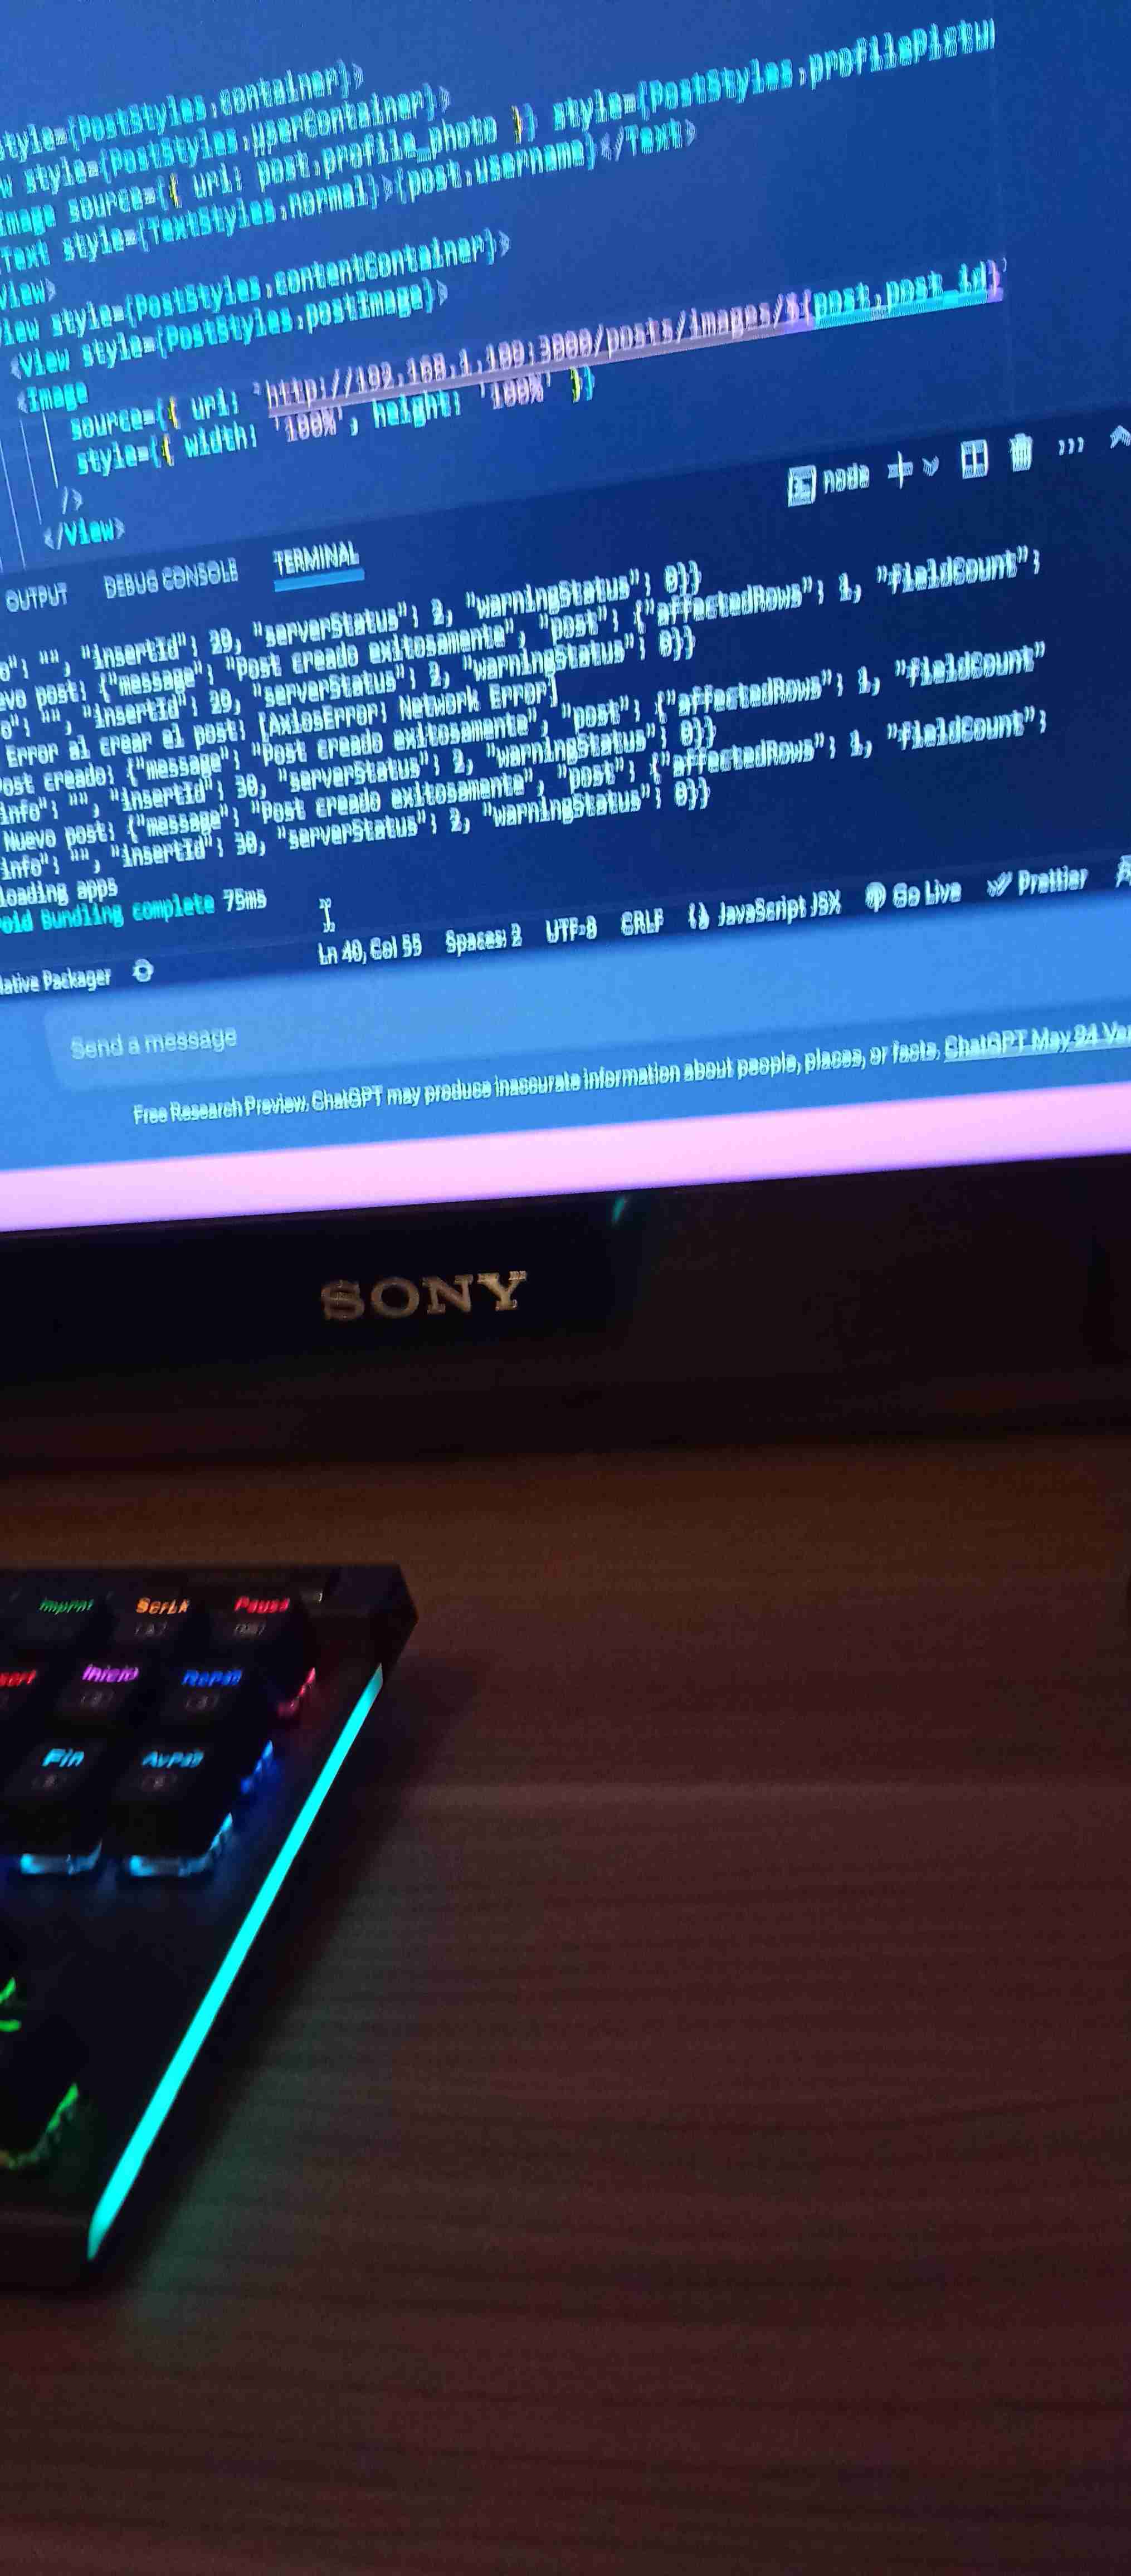 style={PostStyles.container}>
style={PostStyles.userContainer}>
Image source={{ uri: post.profile_photo }} style={PostStyles.profilePictu
Text style={TextStyles.normal}>{post.username}</Text>
View>
View style={PostStyles.contentContainer}>
<View style={PostStyles.postImage}>
<Image
source={{ uri: `http://192.168.1.109:3000/posts/images/${post.post_id}`
style={{ width: '100%', height: '100%' }}
/>
</View>
node
OUTPUT DEBUG CONSOLE TERMINAL
"", "insertId": 29, "serverStatus": 2, "warningStatus": 0}}
evo post: {"message": "Post creado exitosamente", "post": {"affectedRows": 1, "fieldCount":
"", "insertId": 29, "serverStatus": 2, "warningStatus": 0}}
Error al crear el post: [AxiosError: Network Error]
Post creado: {"message": "Post creado exitosamente", "post": {"affectedRows": 1, "fieldCount"
info": "", "insertId": 30, "serverStatus": 2, "warningStatus": 0}}
Nuevo post: {"message": "Post creado exitosamente", "post": {"affectedRows": 1, "fieldCount":
info": "", "insertId": 30, "serverStatus": 2, "warningStatus": 0}}
loading apps
oid Bundling complete 75ms
Native Packager Ln 40, Col 55 Spaces: 2 UTF-8 CRLF {} JavaScript JSX Go Live Prettier
Send a message
Free Research Preview. ChatGPT may produce inaccurate information about people, places, or facts. ChatGPT May 24 Ver
SONY
ImpPnt SerLk Pausa
sert Inicio RePág
Fin AvPág